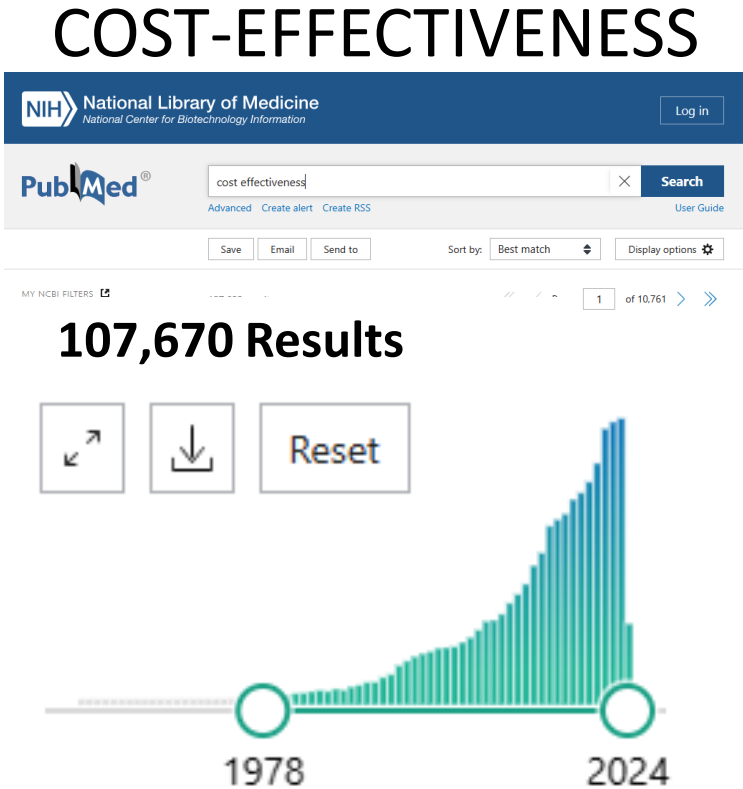 COST-EFFECTIVENESS
NIH National Library of Medicine
National Center for Biotechnology Information
Log in
PubMed®
cost effectiveness
Search
Advanced Create alert Create RSS
User Guide
Save Email Send to
Sort by: Best match
Display options
MY NCBI FILTERS
1 of 10,761
107,670 Results
Reset
1978
2024